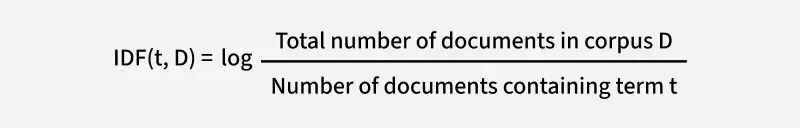 Total number of documents in corpus D
IDF(t, D) = log
Number of documents containing term t